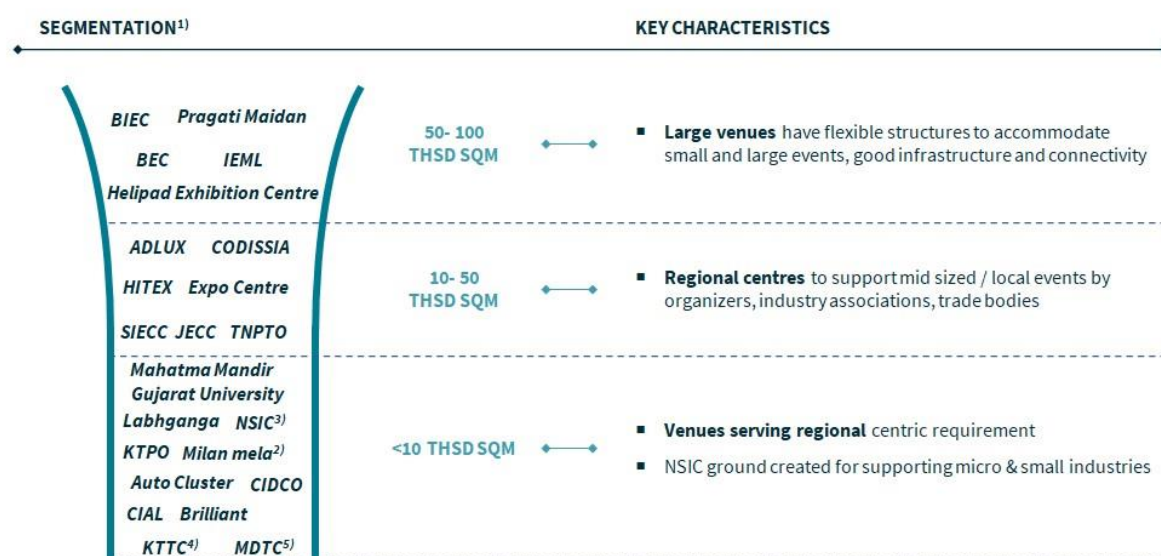 SEGMENTATION1)
KEY CHARACTERISTICS
BIEC Pragati Maidan
BEC IEML
Helipad Exhibition Centre
50- 100
THSD SQM
▪ Large venues have flexible structures to accommodate
small and large events, good infrastructure and connectivity
ADLUX CODISSIA
HITEX Expo Centre
SIECC JECC TNPTO
10- 50
THSD SQM
▪ Regional centres to support mid sized / local events by
organizers, industry associations, trade bodies
Mahatma Mandir
Gujarat University
Labhganga NSIC3)
KTPO Milan mela2)
Auto Cluster CIDCO
CIAL Brilliant
KTTC4) MDTC5)
<10 THSD SQM
▪ Venues serving regional centric requirement
▪ NSIC ground created for supporting micro & small industries